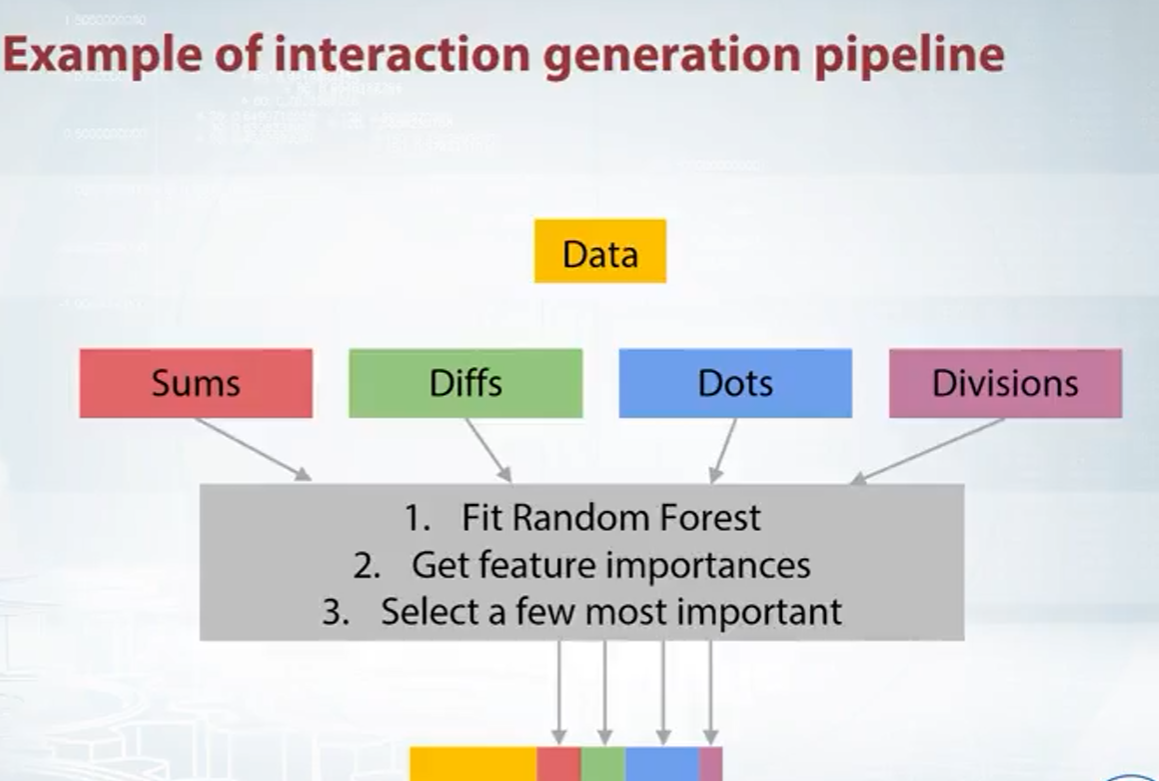 Example of interaction generation pipeline
Data
Sums
Diffs
Dots
Divisions
1. Fit Random Forest
2. Get feature importances
3. Select a few most important